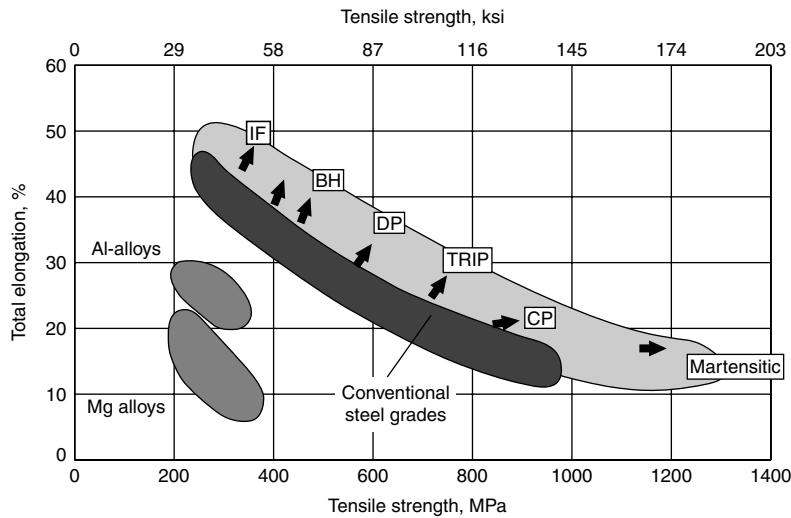 Tensile strength, ksi
0 29 58 87 116 145 174 203
60
50
40
30
20
10
0
Total elongation, %
IF
BH
DP
TRIP
CP
Martensitic
Al-alloys
Mg alloys
Conventional
steel grades
0 200 400 600 800 1000 1200 1400
Tensile strength, MPa